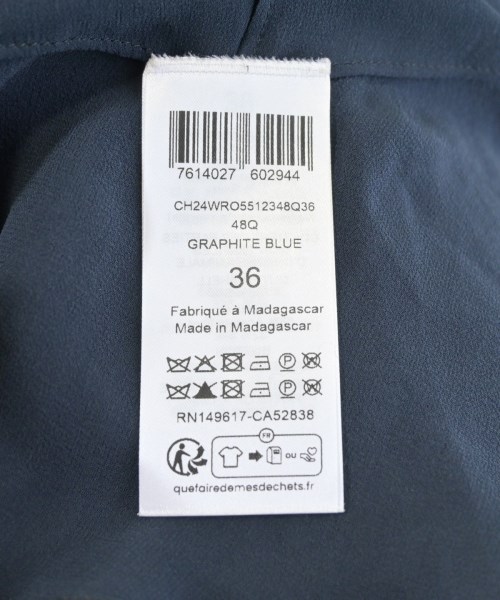 7614027 602944
CH24WRO5512348Q36
48Q
GRAPHITE BLUE
36
Fabriqué à Madagascar
Made in Madagascar
P
P
RN149617-CA52838
FR
OU
quefairedemesdechets.fr